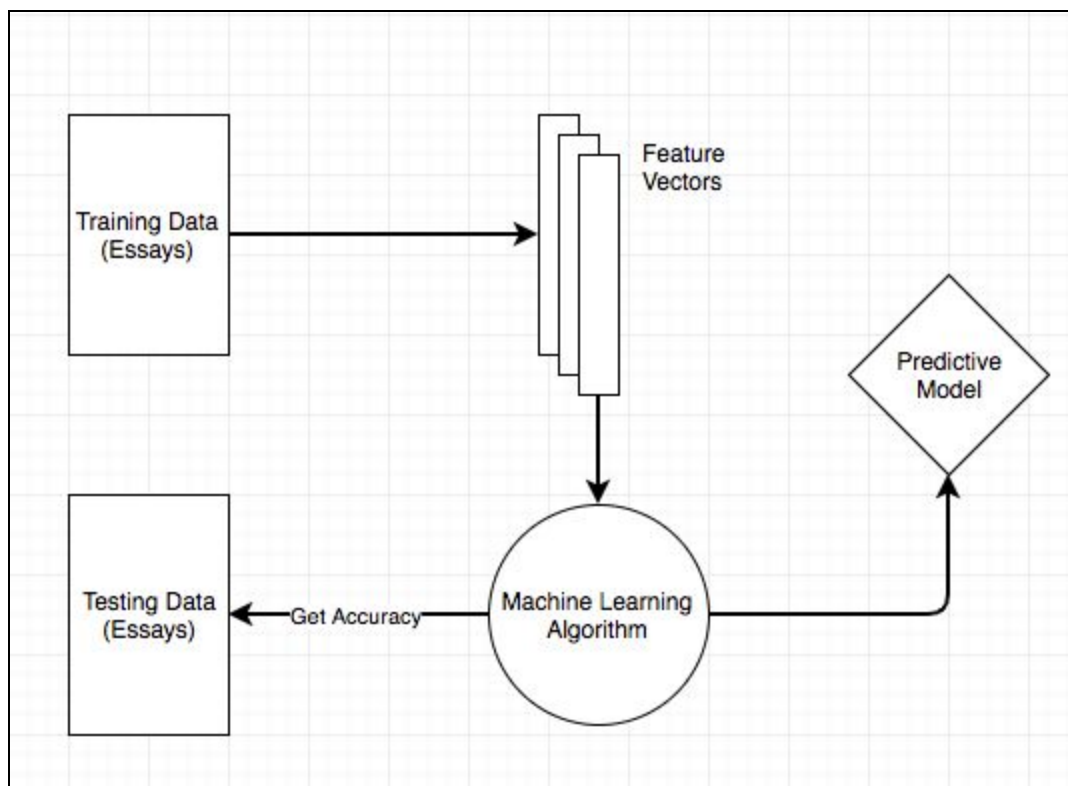 Training Data
(Essays)
Feature
Vectors
Predictive
Model
Testing Data
(Essays)
Get Accuracy
Machine Learning
Algorithm